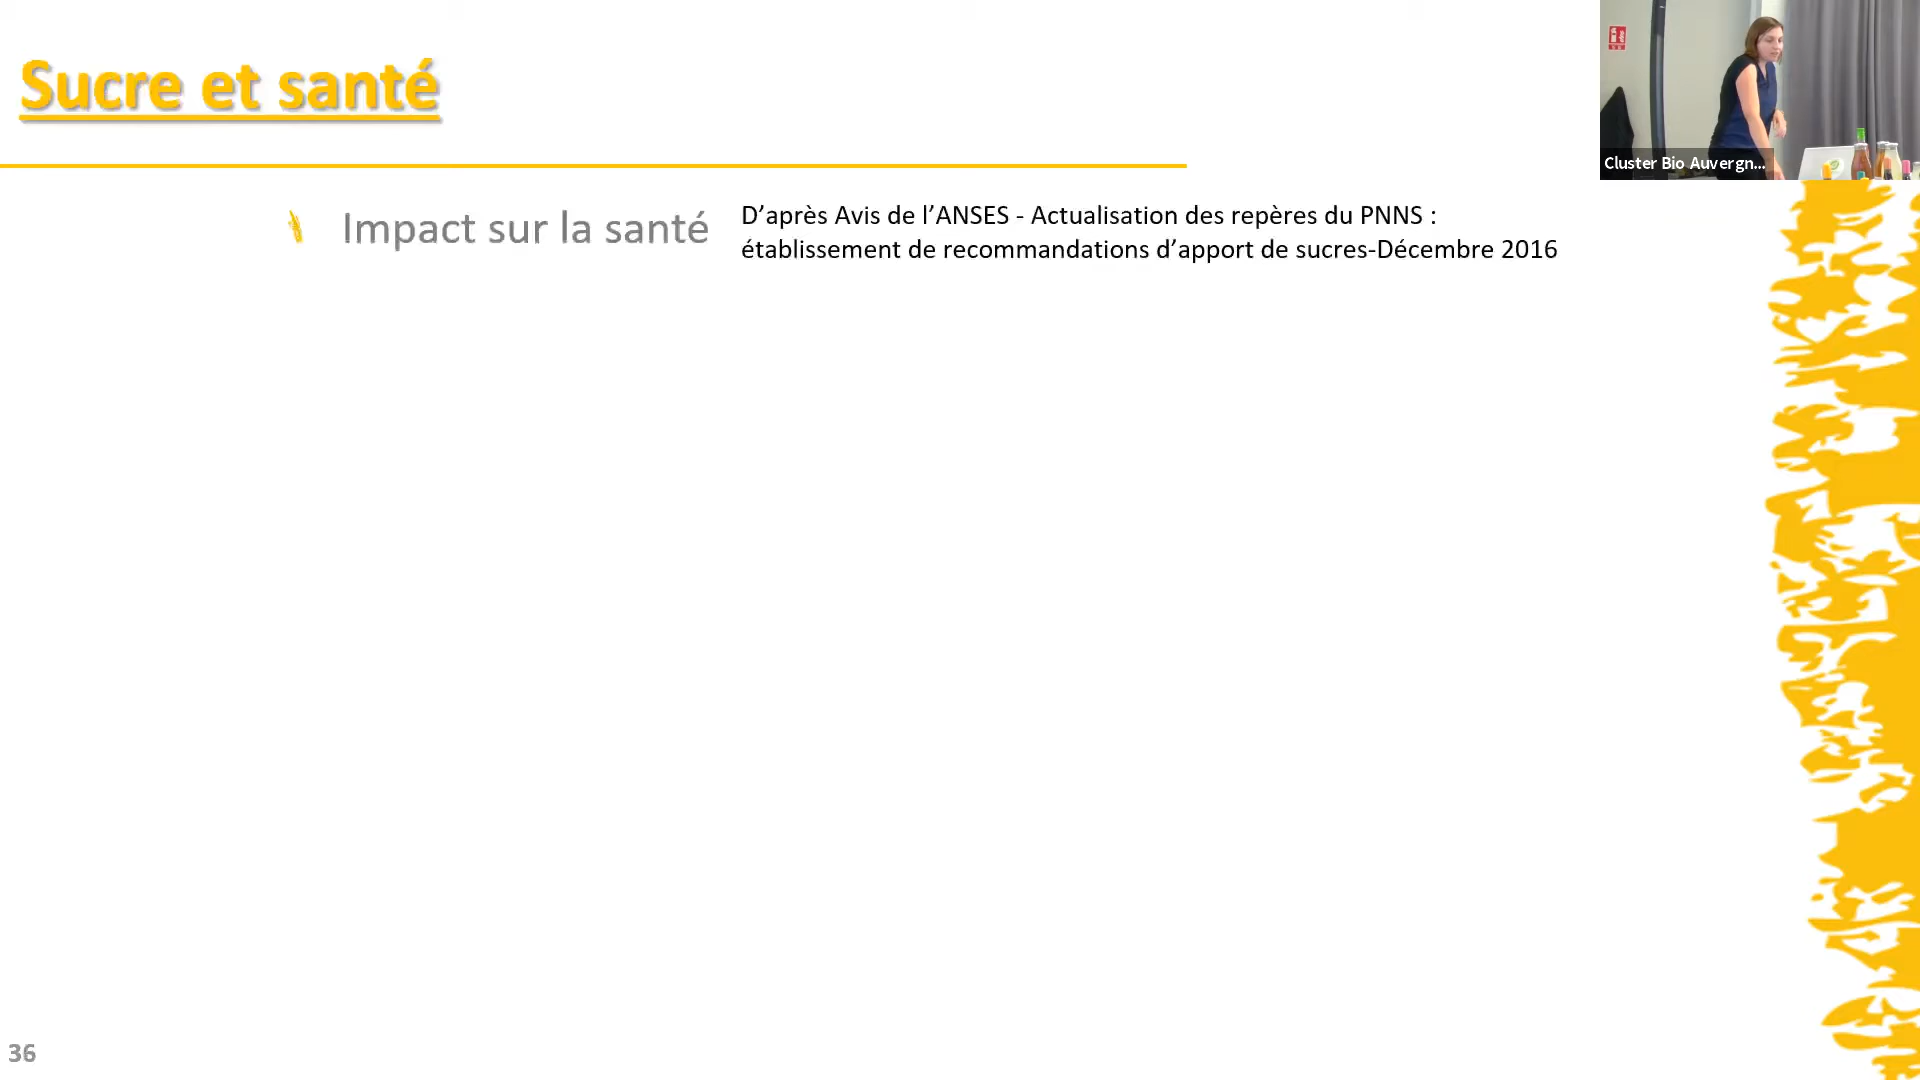 Sucre et santé
Cluster Bio Auvergn...
Impact sur la santé
D’après Avis de l’ANSES - Actualisation des repères du PNNS :
établissement de recommandations d’apport de sucres-Décembre 2016
36